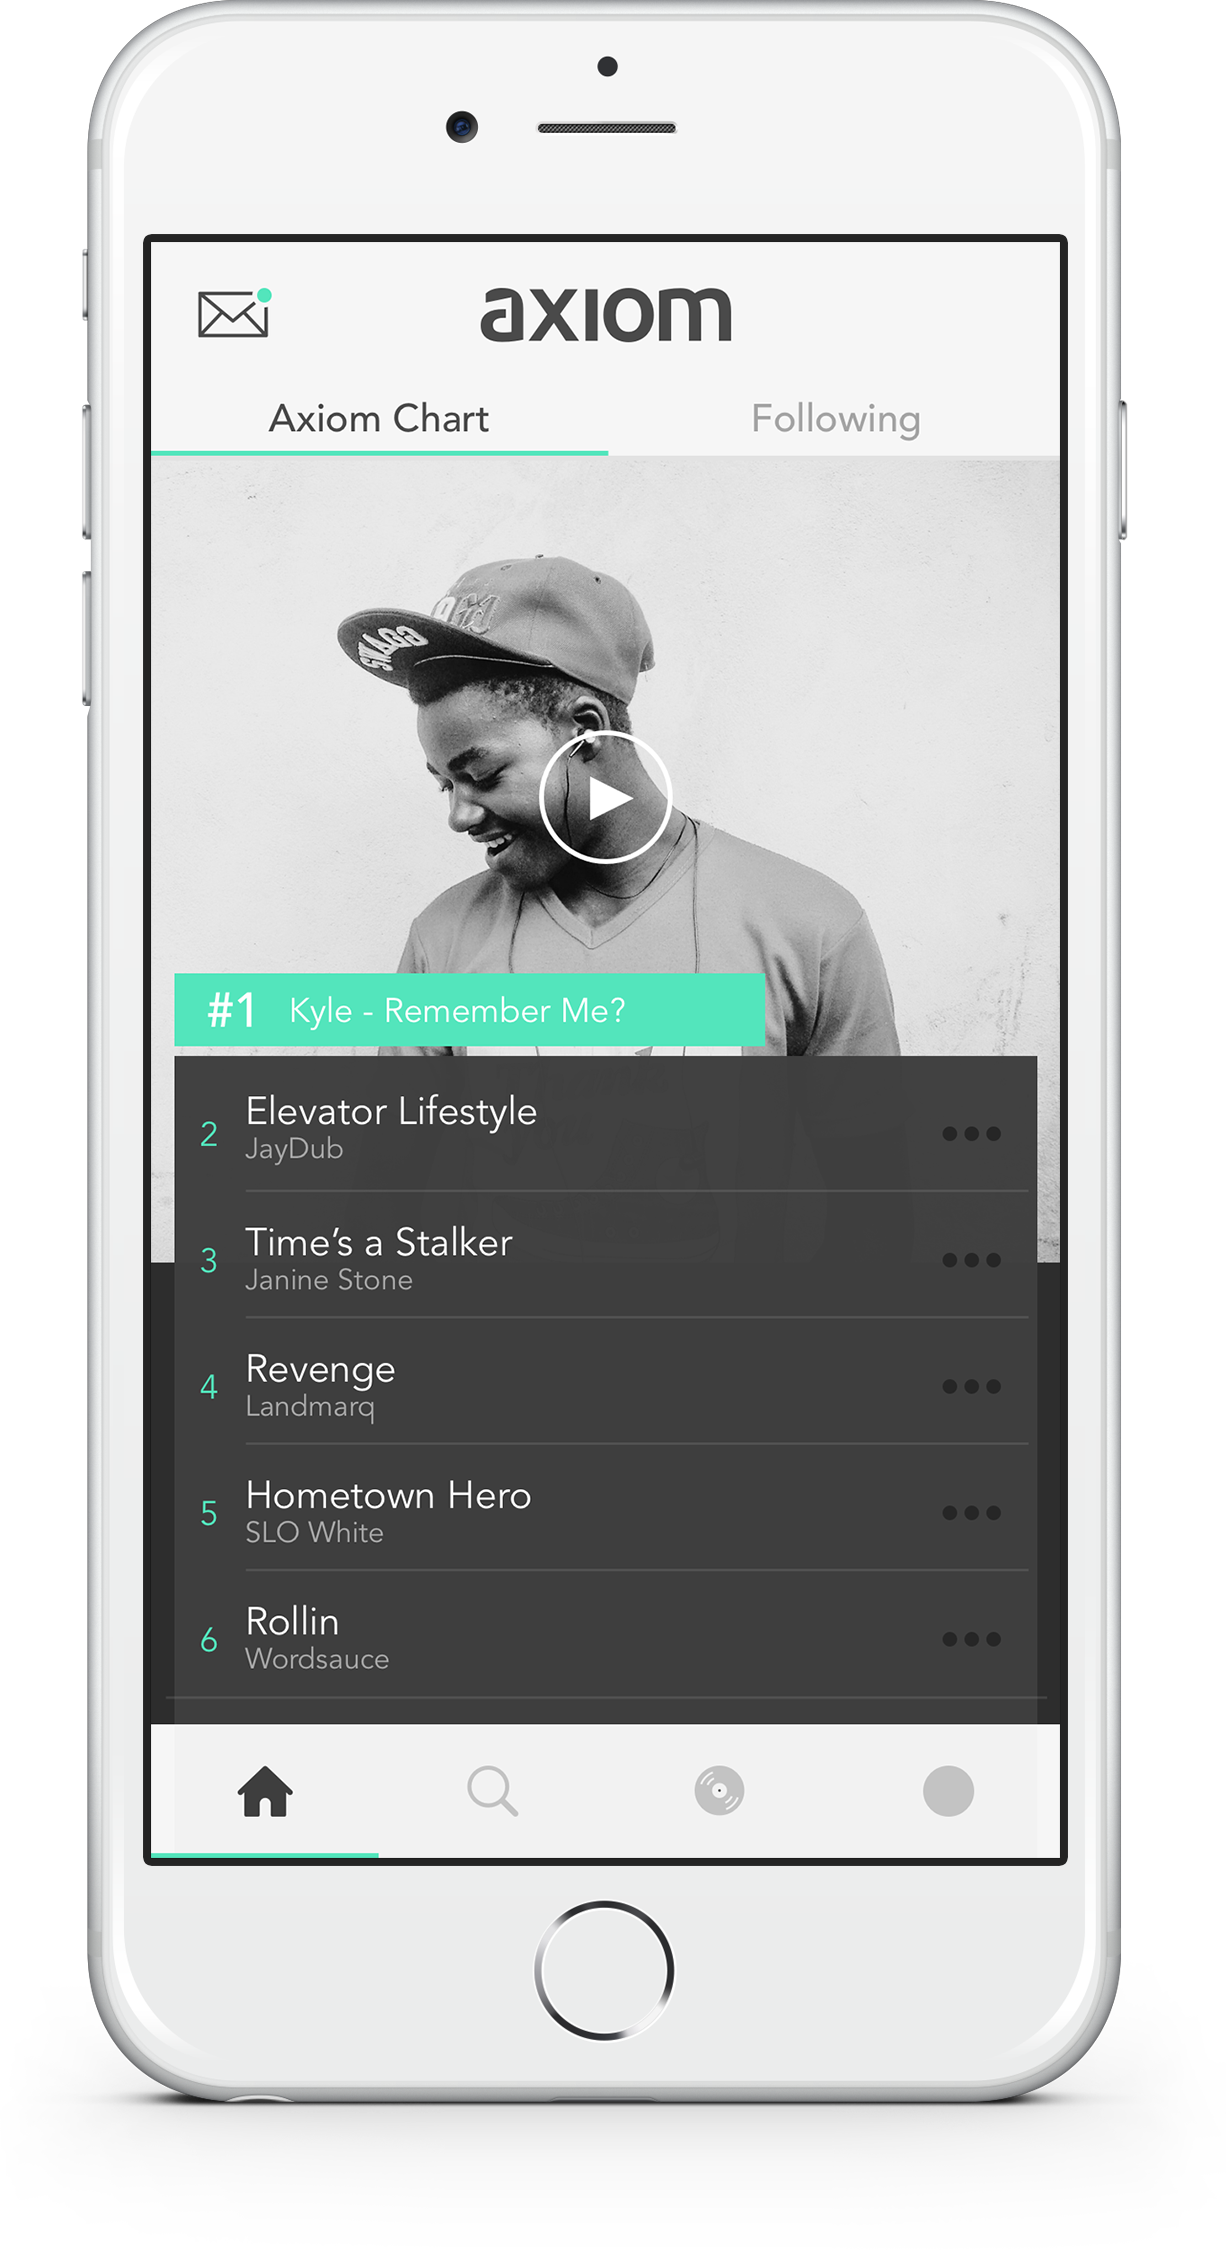 axıom
Axiom Chart
Following
SWAGG
#1 Kyle - Remember Me?
2
Elevator Lifestyle
JayDub
3
Time’s a Stalker
Janine Stone
4
Revenge
Landmarq
5
Hometown Hero
SLO White
6
Rollin
Wordsauce